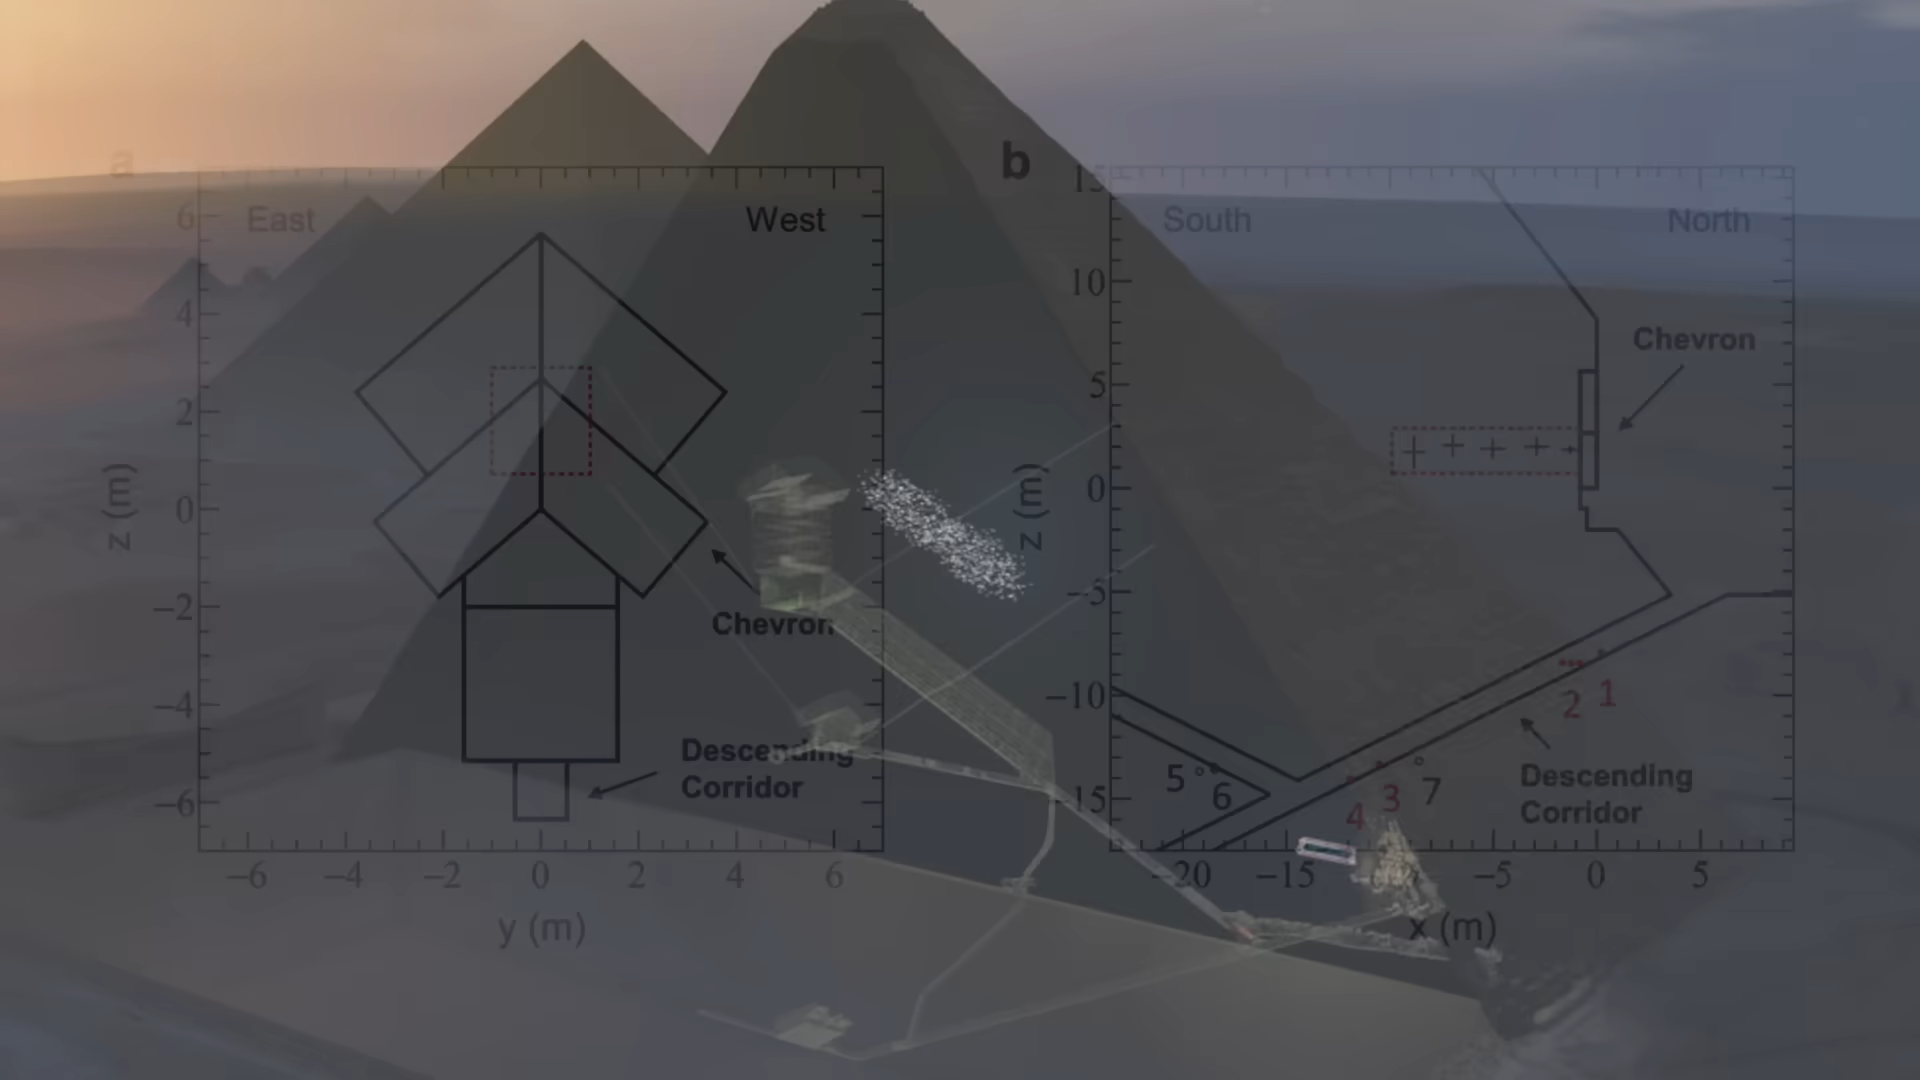 a
East
West
6
4
2
0
−2
−4
−6
z (m)
Chevron
Descending
Corridor
−6
−4
−2
0
2
4
6
y (m)
b
South
North
15
10
5
0
−5
−10
−15
z (m)
Chevron
1
2
3
4
5
6
7
Descending
Corridor
−20
−15
−5
0
5
x (m)